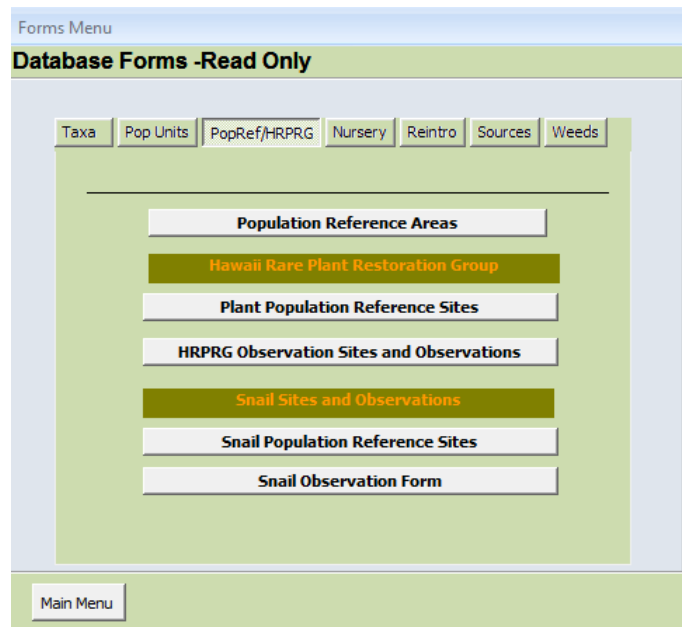 Forms Menu
Database Forms -Read Only
Taxa Pop Units PopRef/HRPRG Nursery Reintro Sources Weeds
Population Reference Areas
Hawaii Rare Plant Restoration Group
Plant Population Reference Sites
HRPRG Observation Sites and Observations
Snail Sites and Observations
Snail Population Reference Sites
Snail Observation Form
Main Menu